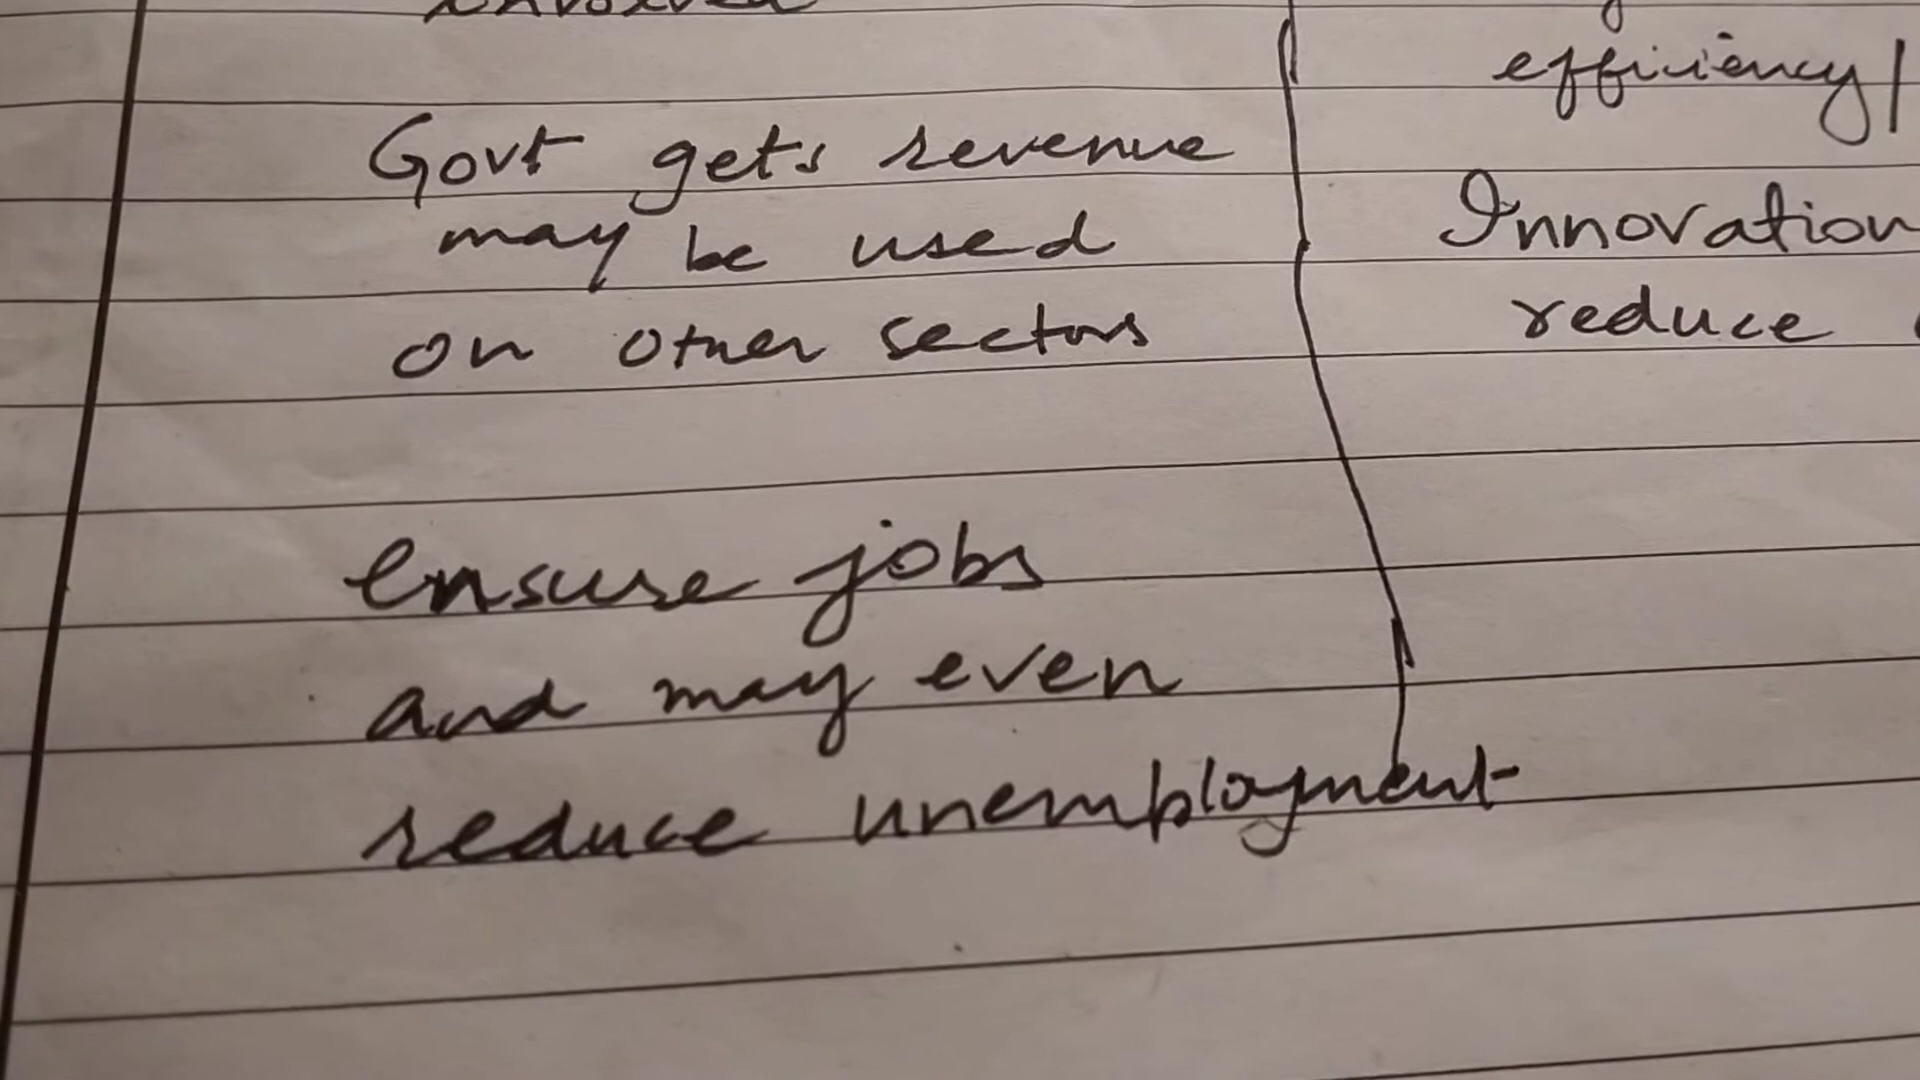 involved
Govt gets revenue
may be used
on other sectors
ensure jobs
and may even
reduce unemployment
efficiency/
Innovation
reduce